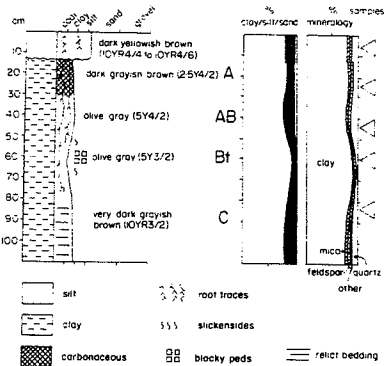 cm
clay
silt
sand
gravel
% clay/silt/sand
% mineralogy
samples
dark yellowish brown
(10YR4/4 to 10YR4/6)
10
dark grayish brown (2·5Y4/2)
A
20
30
40
olive gray (5Y4/2)
AB
50
60
olive gray (5Y3/2)
Bt
clay
70
80
90
very dark grayish
brown (10YR3/2)
C
100
mica
feldspar
quartz
other
silt
root traces
clay
slickensides
carbonaceous
blocky peds
relict bedding